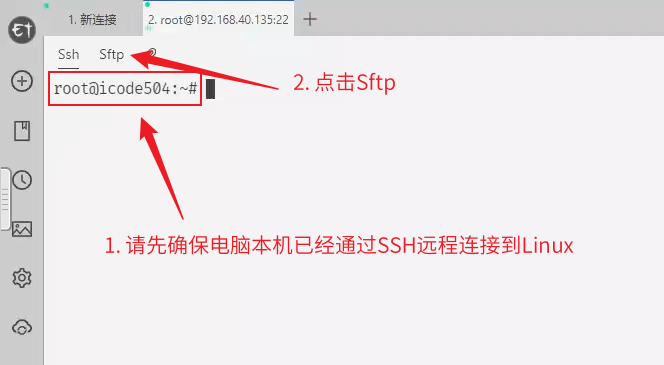 1. 新连接
2. root@192.168.40.135:22
Ssh
Sftp
root@icode504:~#
2. 点击Sftp
1. 请先确保电脑本机已经通过SSH远程连接到Linux